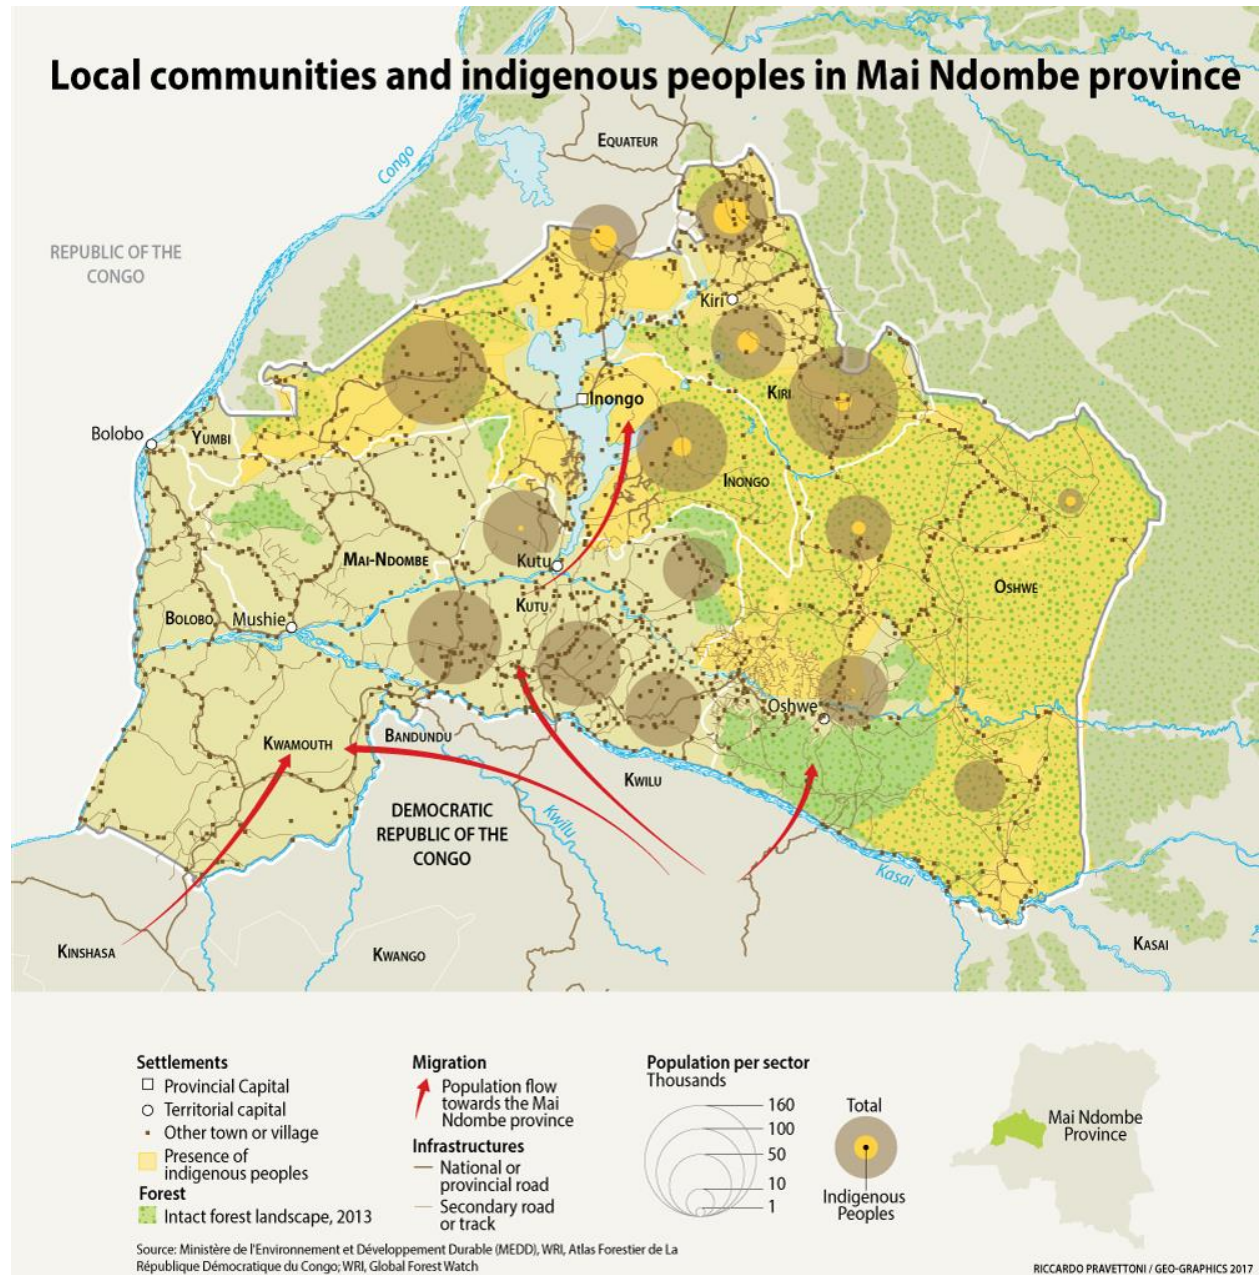 Local communities and indigenous peoples in Mai Ndombe province
EQUATEUR
Congo
REPUBLIC OF THE
CONGO
Kiri
Inongo
KIRI
Bolobo
YUMBI
INONGO
MAI-NDOMBE
Kutu
OSHWE
KUTU
BOLOBO
Mushie
Oshwe
KWAMOUTH
BANDUNDU
KWILU
DEMOCRATIC
REPUBLIC OF THE
CONGO
Kwilu
Kasai
KINSHASA
KWANGO
KASAI
Settlements
Provincial Capital
Territorial capital
Other town or village
Presence of
indigenous peoples
Forest
Intact forest landscape, 2013
Migration
Population flow
towards the Mai
Ndombe province
Infrastructures
National or
provincial road
Secondary road
or track
Population per sector
Thousands
160
100
50
10
1
Total
Indigenous
Peoples
Mai Ndombe
Province
Source: Ministère de l'Environnement et Développement Durable (MEDD), WRI, Atlas Forestier de La
République Démocratique du Congo; WRI, Global Forest Watch
RICCARDO PRAVETTONI / GEO-GRAPHICS 2017